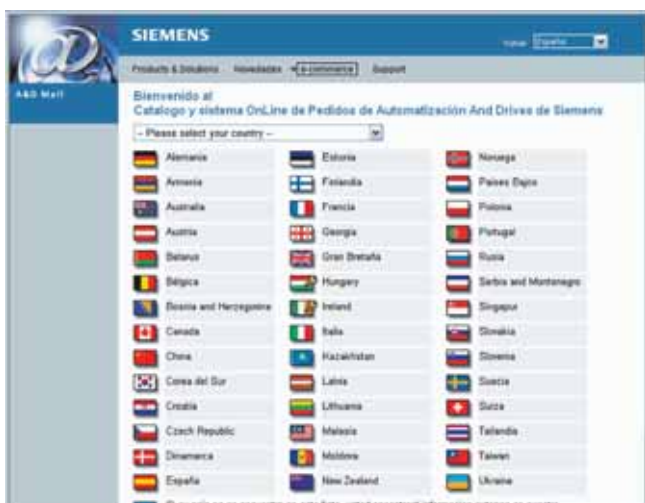 SIEMENS
Español
Products & Solutions Novedades e-commerce Support
A&D Mall
Bienvenido al
Catalogo y sistema OnLine de Pedidos de Automatización And Drives de Siemens
-- Please select your country --
Alemania
Armenia
Australia
Austria
Belarus
Bélgica
Bosnia and Herzegovina
Canada
China
Corea del Sur
Croatia
Czech Republic
Dinamarca
España
Estonia
Finlandia
Francia
Georgia
Gran Bretaña
Hungary
Ireland
Italia
Kazakhstan
Latvia
Lithuania
Malasia
Moldova
New Zealand
Noruega
Paises Bajos
Polonia
Portugal
Rusia
Serbia and Montenegro
Singapur
Slovakia
Slovenia
Suecia
Suiza
Tailandia
Taiwan
Ukraine